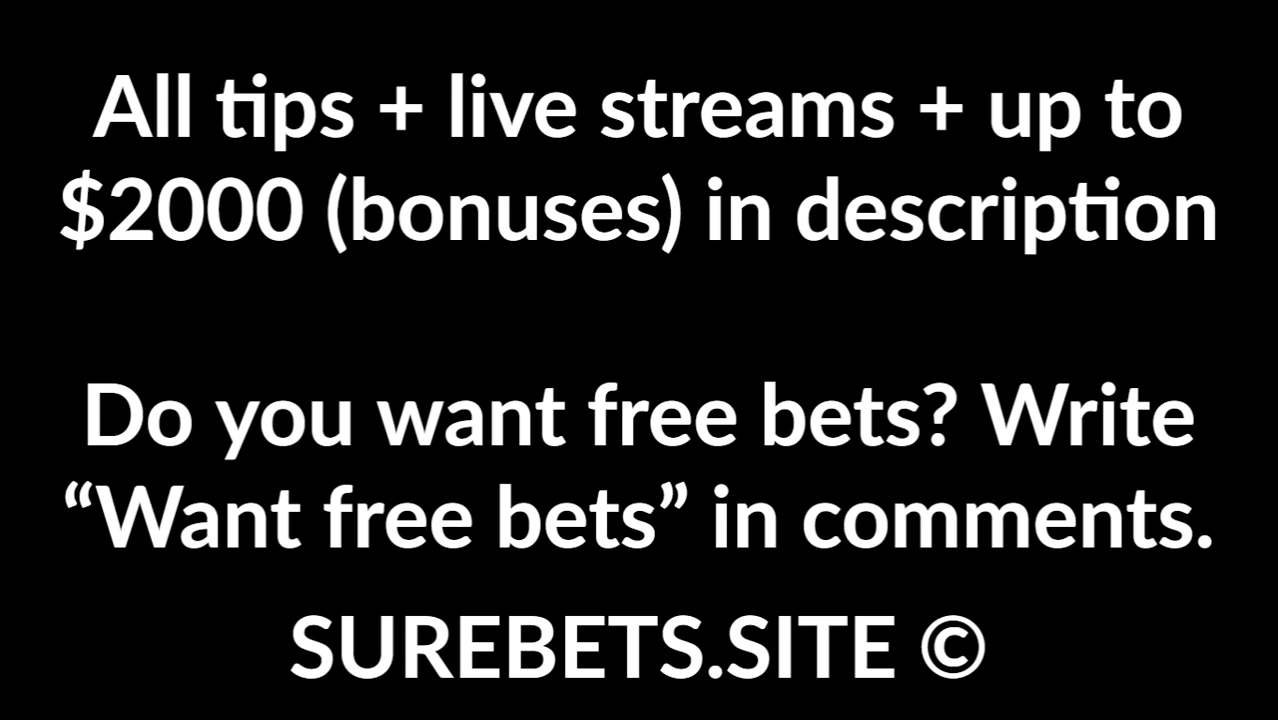 All tips + live streams + up to
$2000 (bonuses) in description
Do you want free bets? Write
“Want free bets” in comments.
SUREBETS.SITE ©